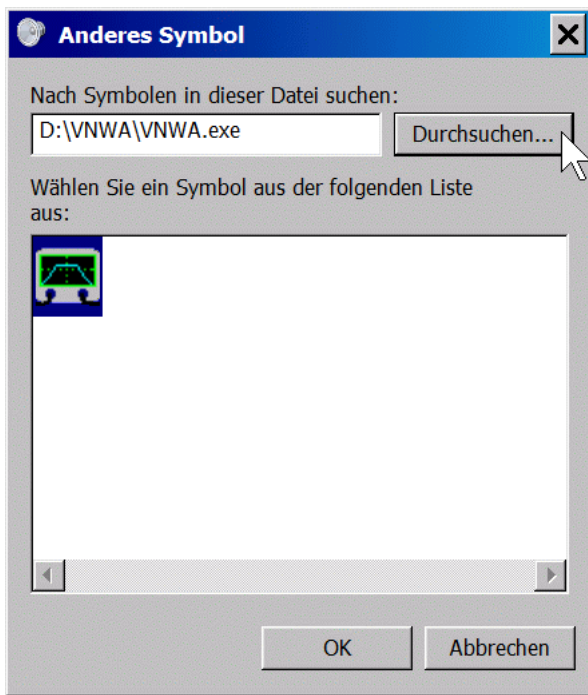 Anderes Symbol
Nach Symbolen in dieser Datei suchen:
D:\VNWA\VNWA.exe
Durchsuchen...
Wählen Sie ein Symbol aus der folgenden Liste
aus:
OK
Abbrechen